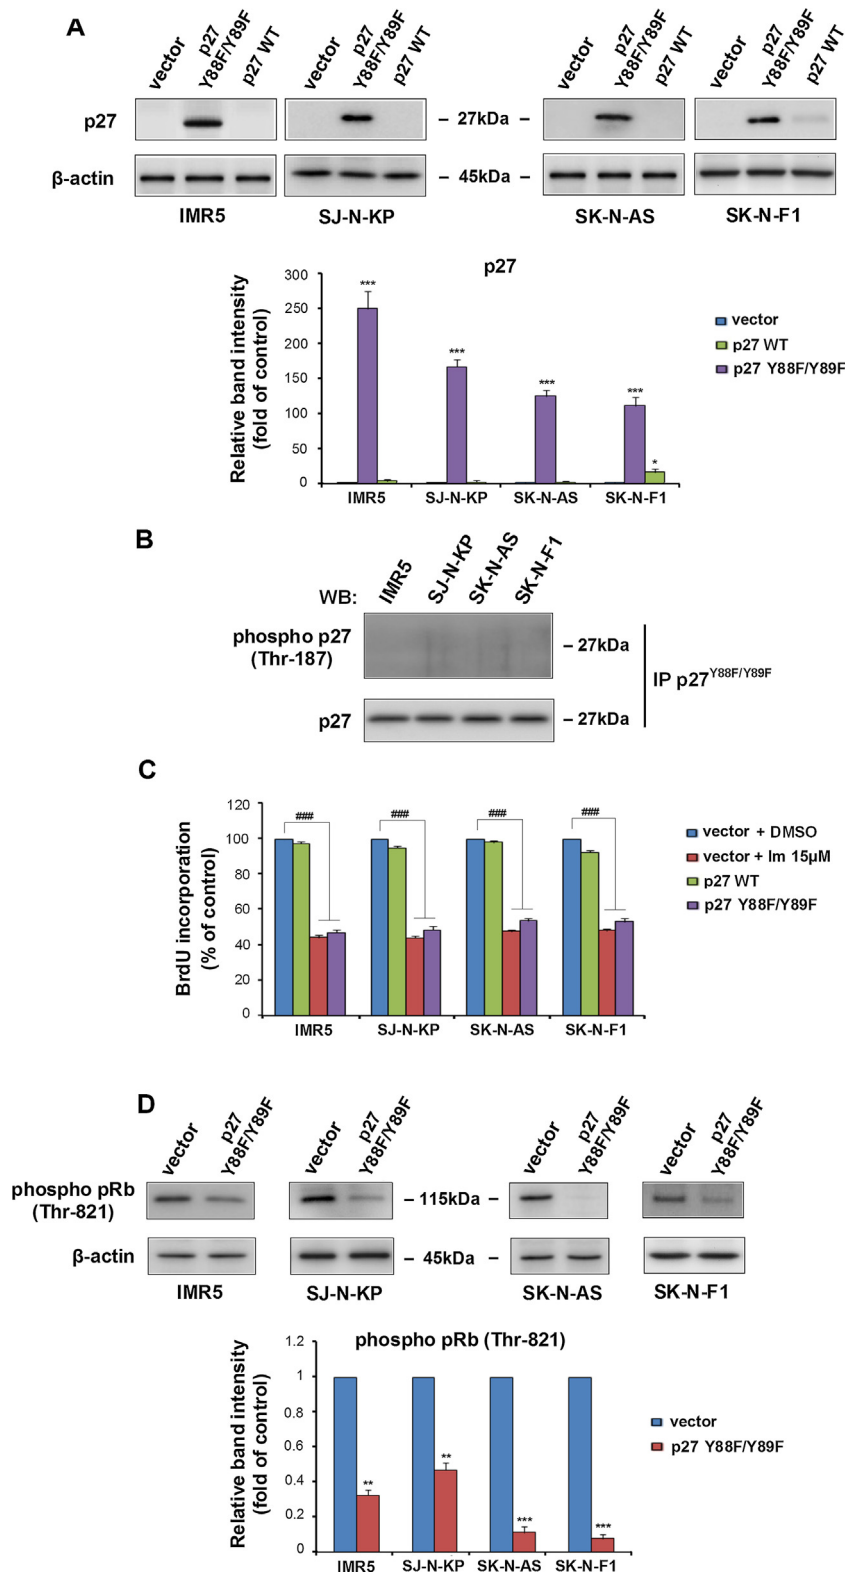 A
vector
p27
Y88F/Y89F
p27 WT
vector
p27
Y88F/Y89F
p27 WT
vector
p27
Y88F/Y89F
p27 WT
vector
p27
Y88F/Y89F
p27 WT
p27
– 27kDa –
β-actin
– 45kDa –
IMR5
SJ-N-KP
SK-N-AS
SK-N-F1
p27
Relative band intensity
(fold of control)
300
250
200
150
100
50
0
***
***
***
***
*
IMR5
SJ-N-KP
SK-N-AS
SK-N-F1
vector
p27 WT
p27 Y88F/Y89F
B
WB:
IMR5
SJ-N-KP
SK-N-AS
SK-N-F1
phospho p27
(Thr-187)
– 27kDa
p27
– 27kDa
IP p27Y88F/Y89F
C
BrdU incorporation
(% of control)
120
100
80
60
40
20
0
###
###
###
###
IMR5
SJ-N-KP
SK-N-AS
SK-N-F1
vector + DMSO
vector + Im 15µM
p27 WT
p27 Y88F/Y89F
D
vector
p27
Y88F/Y89F
vector
p27
Y88F/Y89F
vector
p27
Y88F/Y89F
vector
p27
Y88F/Y89F
phospho pRb
(Thr-821)
– 115kDa –
β-actin
– 45kDa –
IMR5
SJ-N-KP
SK-N-AS
SK-N-F1
phospho pRb (Thr-821)
Relative band intensity
(fold of control)
1.2
1
0.8
0.6
0.4
0.2
0
**
**
***
***
IMR5
SJ-N-KP
SK-N-AS
SK-N-F1
vector
p27 Y88F/Y89F